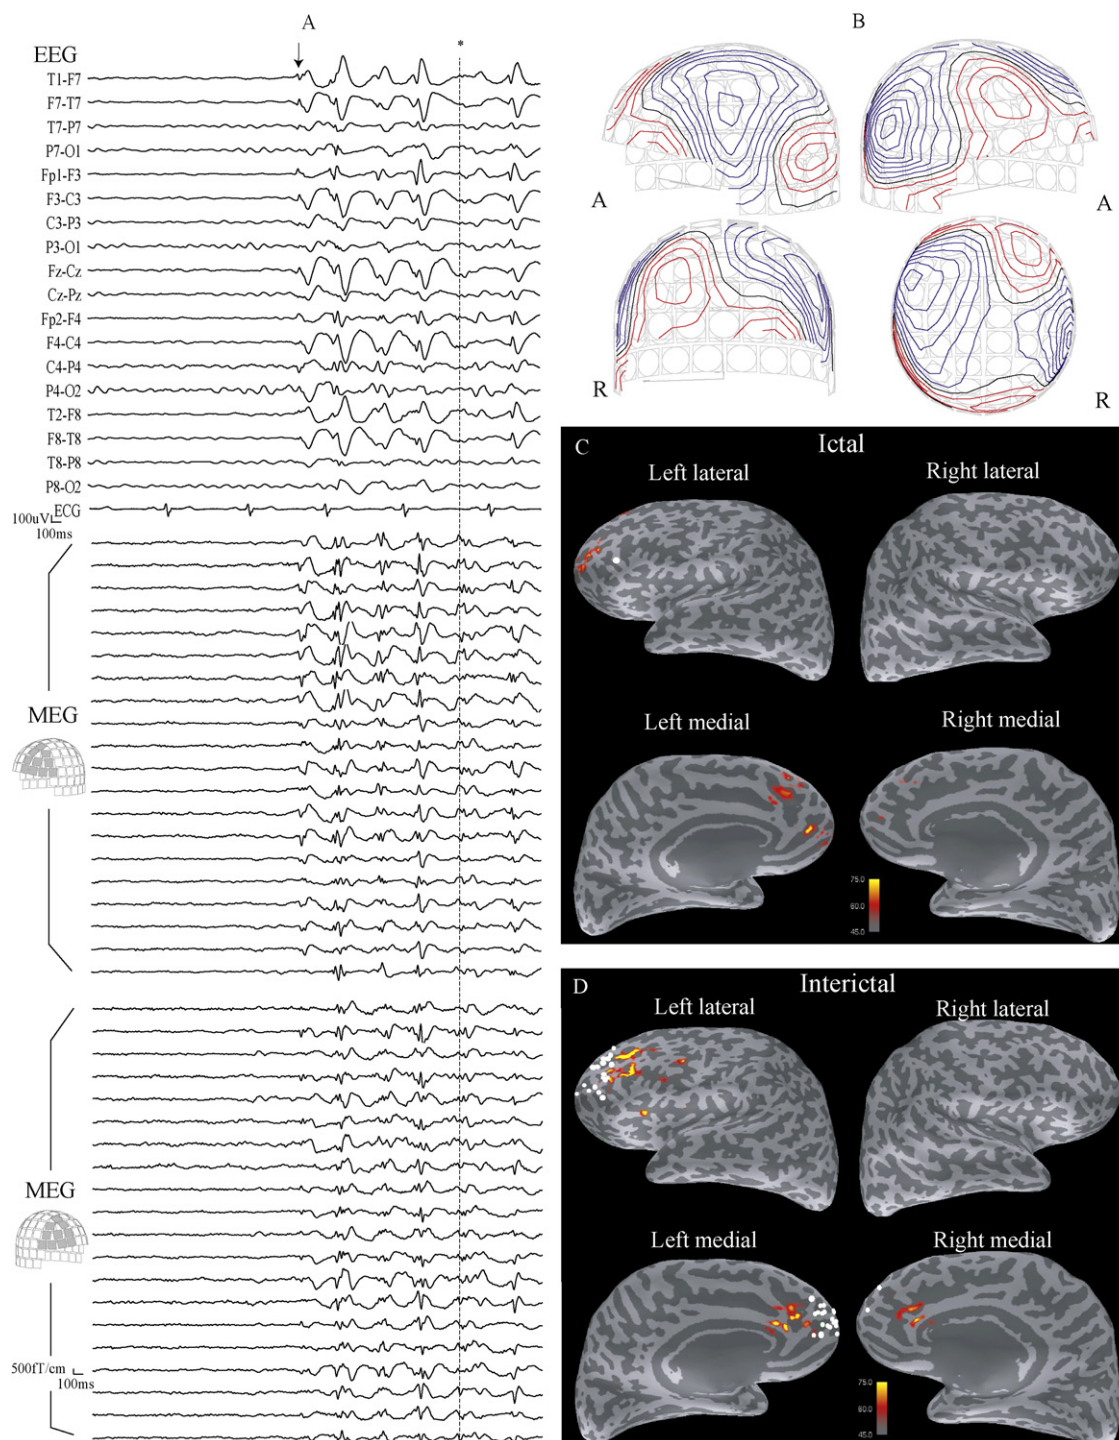 A
*
EEG
T1-F7
F7-T7
T7-P7
P7-O1
Fp1-F3
F3-C3
C3-P3
P3-O1
Fz-Cz
Cz-Pz
Fp2-F4
F4-C4
C4-P4
P4-O2
T2-F8
F8-T8
T8-P8
P8-O2
ECG
100uV
100ms
MEG
MEG
500fT/cm
100ms
B
A
A
R
R
C
Ictal
Left lateral
Right lateral
Left medial
Right medial
75.0
60.0
45.0
D
Interictal
Left lateral
Right lateral
Left medial
Right medial
75.0
60.0
45.0